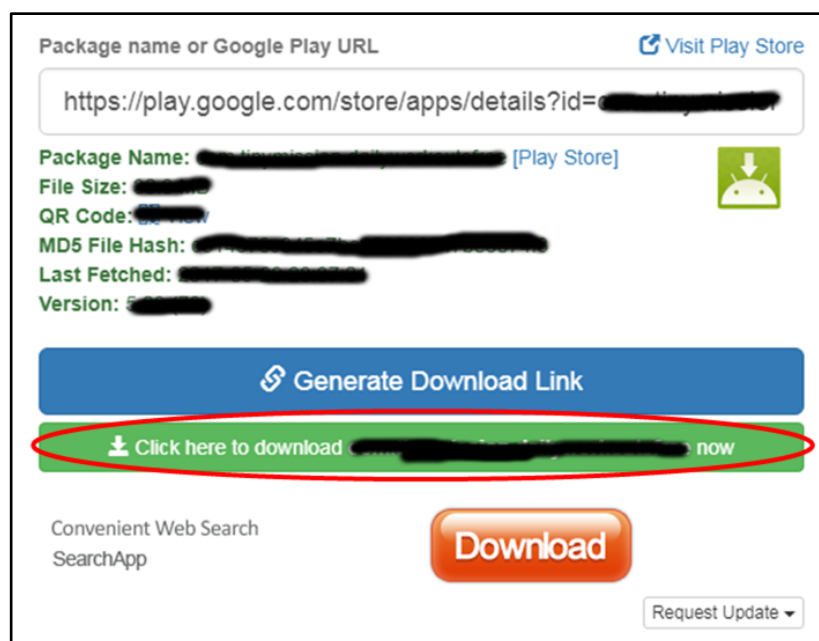 Package name or Google Play URL
Visit Play Store
https://play.google.com/store/apps/details?id=
Package Name: [Play Store]
File Size:
QR Code:
MD5 File Hash:
Last Fetched:
Version:
Generate Download Link
Click here to download now
Convenient Web Search
SearchApp
Download
Request Update